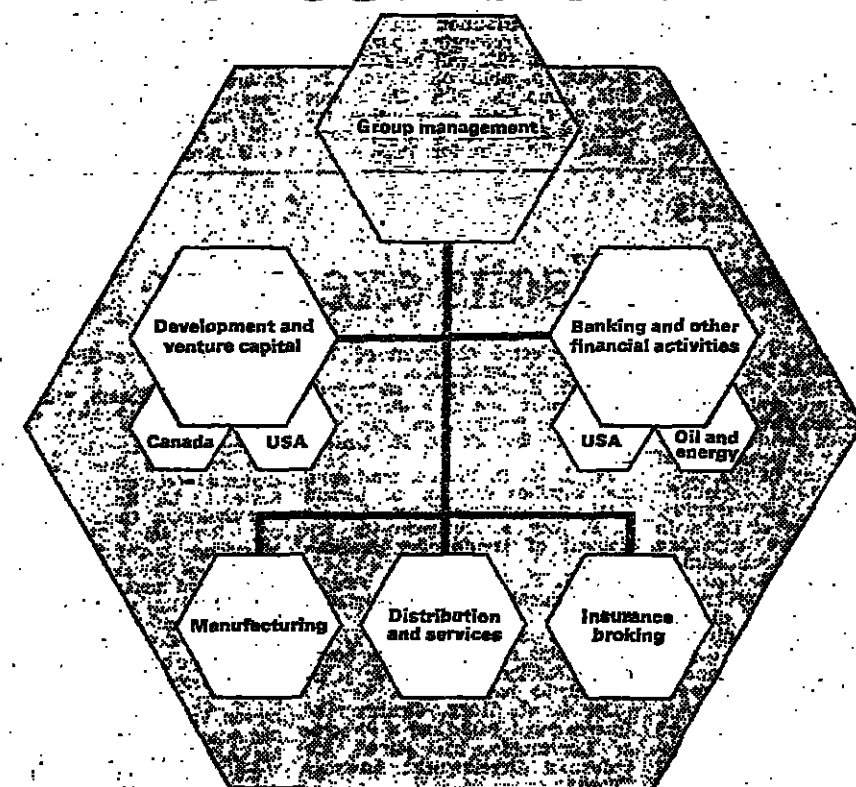 Group management
Development and
venture capital
Banking and other
financial activities
Canada
USA
USA
Oil and
energy
Manufacturing
Distribution
and services
Insurance
broking